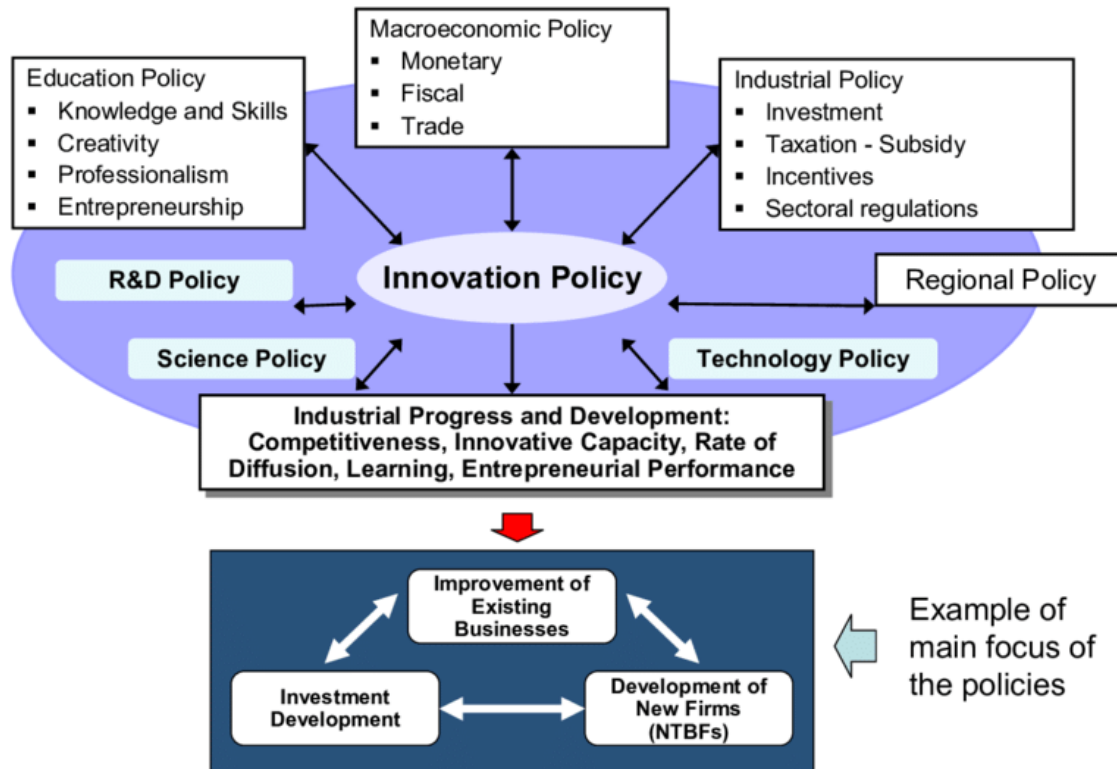 Macroeconomic Policy
▪ Monetary
▪ Fiscal
▪ Trade
Education Policy
▪ Knowledge and Skills
▪ Creativity
▪ Professionalism
▪ Entrepreneurship
Industrial Policy
▪ Investment
▪ Taxation - Subsidy
▪ Incentives
▪ Sectoral regulations
Innovation Policy
R&D Policy
Regional Policy
Science Policy
Technology Policy
Industrial Progress and Development:
Competitiveness, Innovative Capacity, Rate of
Diffusion, Learning, Entrepreneurial Performance
Improvement of
Existing
Businesses
Investment
Development
Development of
New Firms
(NTBFs)
Example of
main focus of
the policies